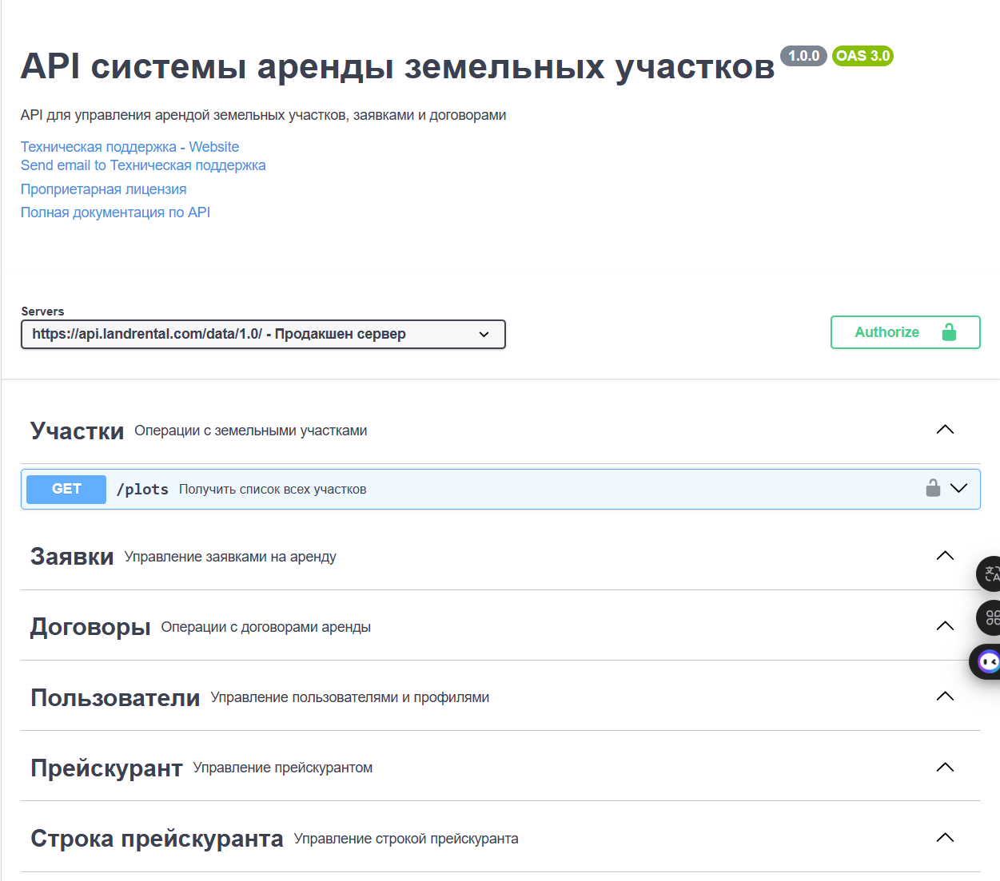 API системы аренды земельных участков 1.0.0 OAS 3.0
API для управления арендой земельных участков, заявками и договорами
Техническая поддержка - Website
Send email to Техническая поддержка
Проприетарная лицензия
Полная документация по API
Servers
https://api.landrental.com/data/1.0/ - Продакшен сервер
Authorize
Участки Операции с земельными участками
GET /plots Получить список всех участков
Заявки Управление заявками на аренду
Договоры Операции с договорами аренды
Пользователи Управление пользователями и профилями
Прейскурант Управление прейскурантом
Строка прейскуранта Управление строкой прейскуранта